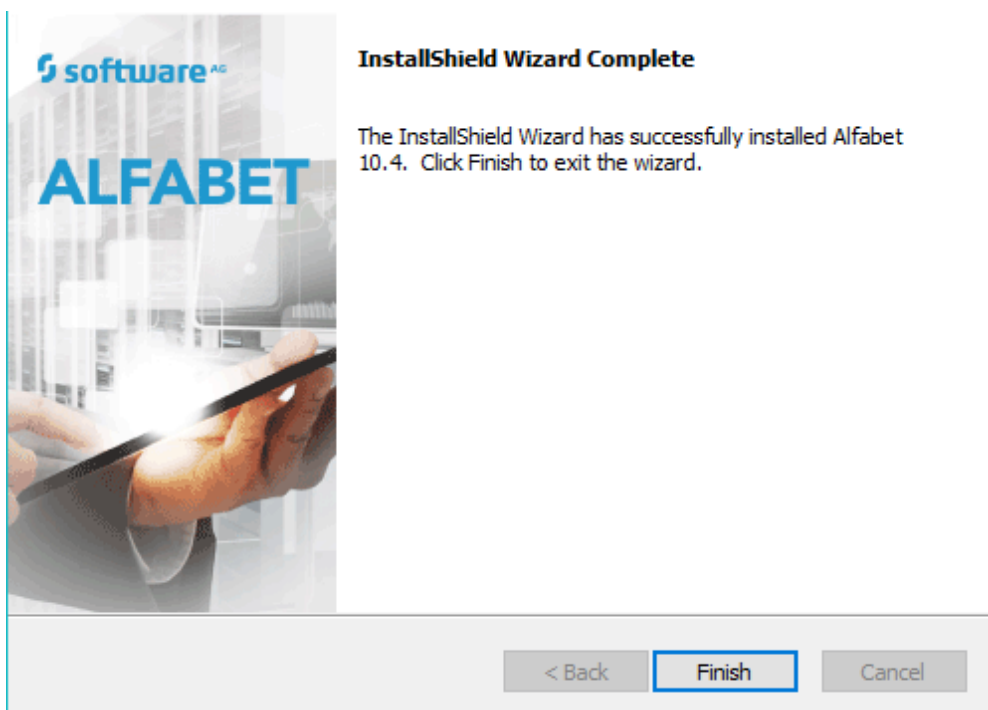 software AG
ALFABET
InstallShield Wizard Complete
The InstallShield Wizard has successfully installed Alfabet
10.4. Click Finish to exit the wizard.
< Back
Finish
Cancel